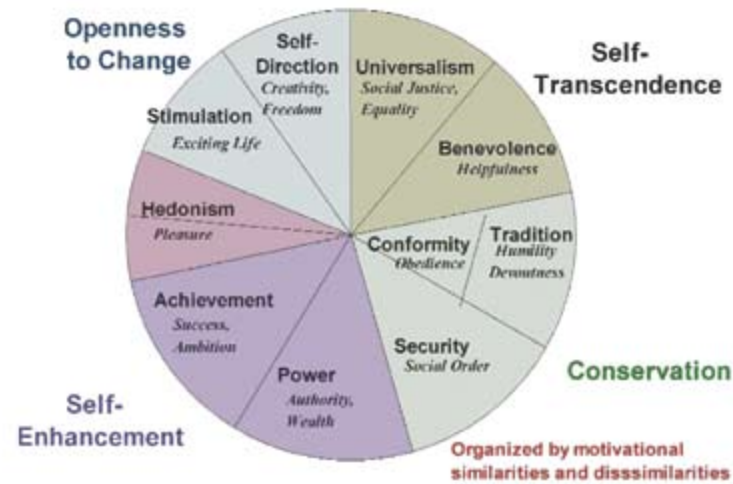 Openness
to Change
Self-
Direction
Creativity,
Freedom
Universalism
Social Justice,
Equality
Self-
Transcendence
Stimulation
Exciting Life
Benevolence
Helpfulness
Hedonism
Pleasure
Conformity
Obedience
Tradition
Humility
Devoutness
Achievement
Success,
Ambition
Security
Social Order
Power
Authority,
Wealth
Conservation
Self-
Enhancement
Organized by motivational
similarities and disssimilarities